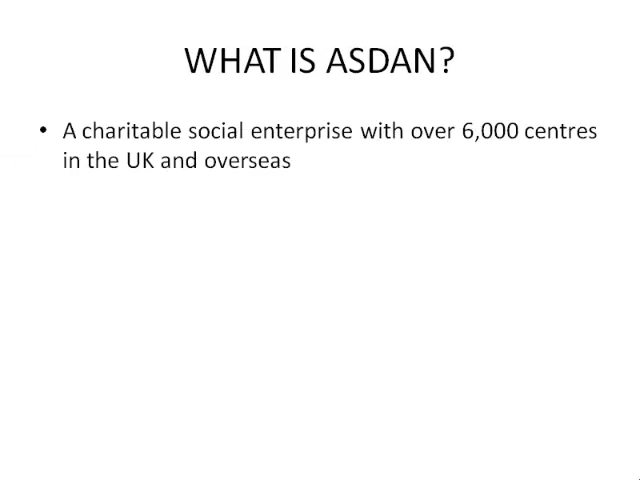 WHAT IS ASDAN?
• A charitable social enterprise with over 6,000 centres
in the UK and overseas